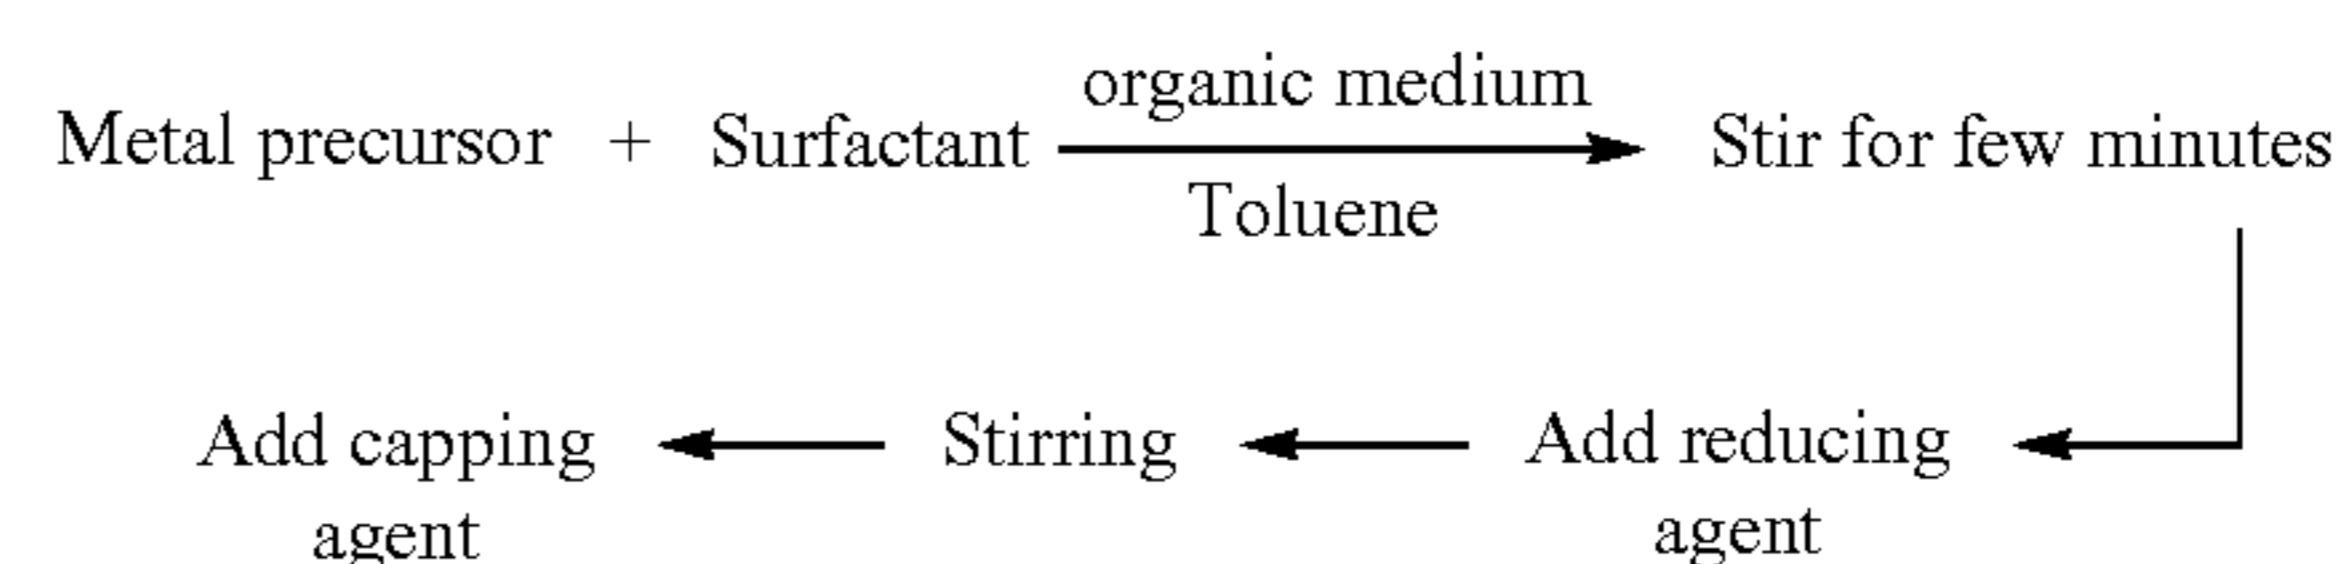 organic medium
Metal precursor + Surfactant Stir for few minutes
Toluene
Add capping agent Stirring Add reducing agent